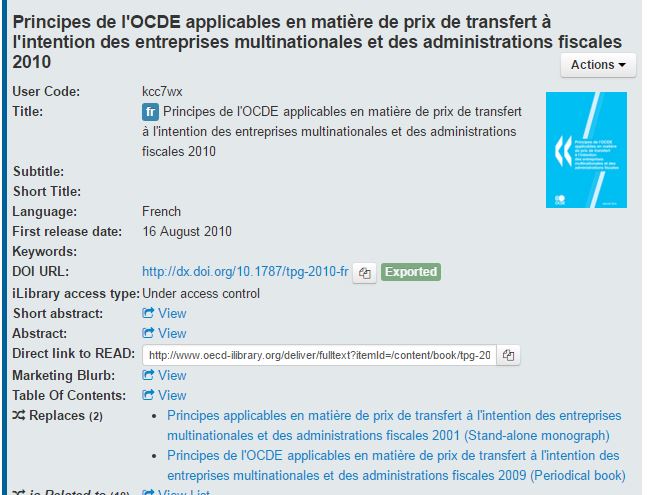 Principes de l'OCDE applicables en matière de prix de transfert à
l'intention des entreprises multinationales et des administrations fiscales
2010
Actions
User Code: kcc7wx
Title: fr Principes de l'OCDE applicables en matière de prix de transfert
à l'intention des entreprises multinationales et des administrations
fiscales 2010
Subtitle:
Short Title:
Language: French
First release date: 16 August 2010
Keywords:
DOI URL: http://dx.doi.org/10.1787/tpg-2010-fr Exported
iLibrary access type: Under access control
Short abstract: View
Abstract: View
Direct link to READ: http://www.oecd-ilibrary.org/deliver/fulltext?itemId=/content/book/tpg-20
Marketing Blurb: View
Table Of Contents: View
Replaces (2)
• Principes applicables en matière de prix de transfert à l'intention des entreprises
multinationales et des administrations fiscales 2001 (Stand-alone monograph)
• Principes de l'OCDE applicables en matière de prix de transfert à l'intention des
entreprises multinationales et des administrations fiscales 2009 (Periodical book)
is Related to View List
Principes de l'OCDE
applicables en matière
de prix de transfert
à l'intention
des entreprises
multinationales et des
administrations fiscales
OCDE